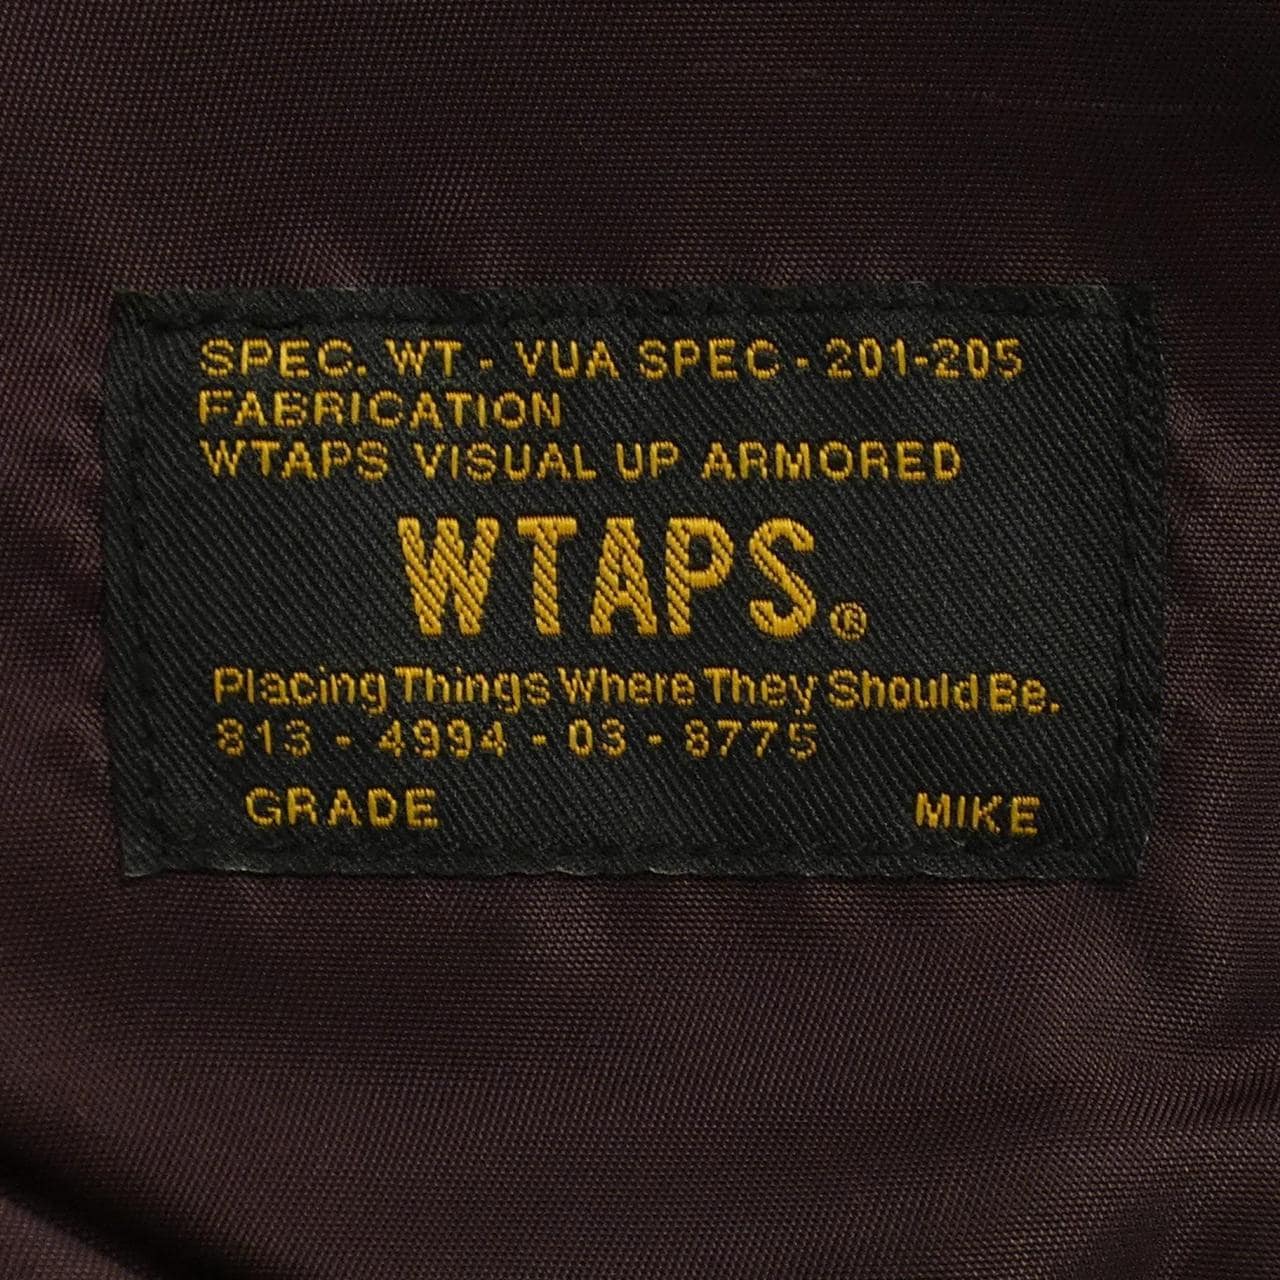 SPEC. WT - VUA SPEC - 201-205
FABRICATION
WTAPS VISUAL UP ARMORED
WTAPS.®
Placing Things Where They Should Be.
813 - 4994 - 03 - 8775
GRADE MIKE